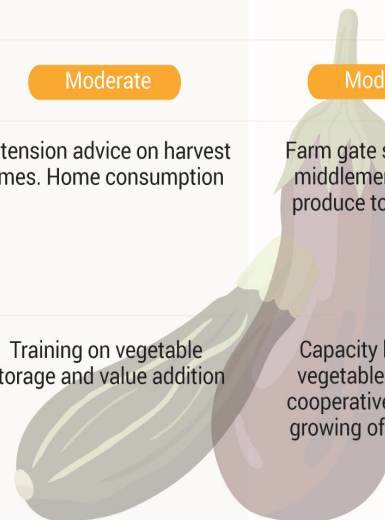 Moderate
Mod
tension advice on harvest
mes. Home consumption
Farm gate s
middlemer
produce to
Training on vegetable
torage and value addition
Capacity
vegetable
cooperative
growing of